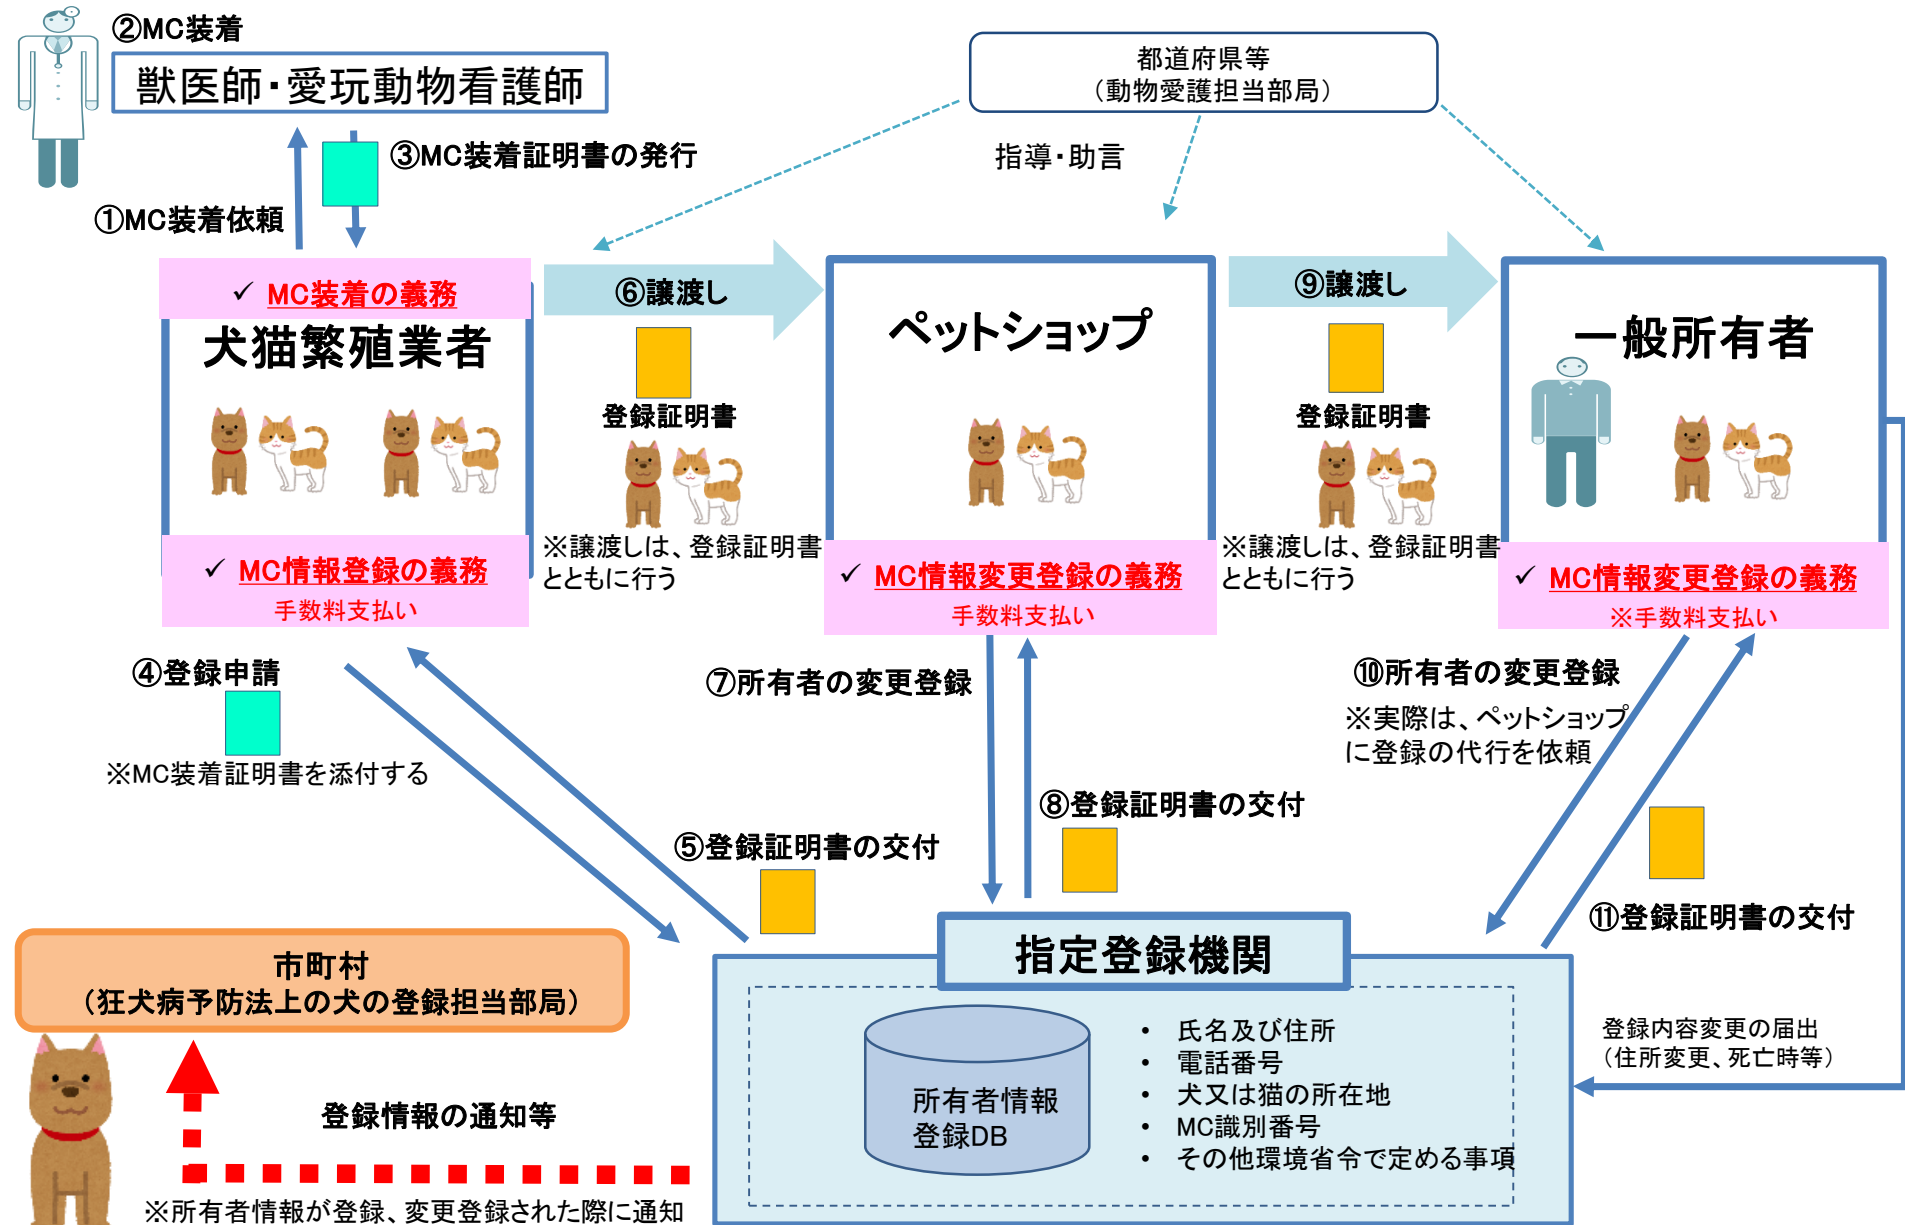 ②MC装着
獣医師・愛玩動物看護師
都道府県等
（動物愛護担当部局）
指導・助言
③MC装着証明書の発行
①MC装着依頼
✓ MC装着の義務
犬猫繁殖業者
⑥譲渡し
登録証明書
※譲渡しは、登録証明書
とともに行う
ペットショップ
⑨譲渡し
登録証明書
※譲渡しは、登録証明書
とともに行う
一般所有者
✓ MC情報登録の義務
手数料支払い
✓ MC情報変更登録の義務
手数料支払い
✓ MC情報変更登録の義務
※手数料支払い
④登録申請
※MC装着証明書を添付する
⑤登録証明書の交付
⑦所有者の変更登録
⑧登録証明書の交付
⑩所有者の変更登録
※実際は、ペットショップ
に登録の代行を依頼
⑪登録証明書の交付
市町村
（狂犬病予防法上の犬の登録担当部局）
登録情報の通知等
※所有者情報が登録、変更登録された際に通知
指定登録機関
所有者情報
登録DB
• 氏名及び住所
• 電話番号
• 犬又は猫の所在地
• MC識別番号
• その他環境省令で定める事項
登録内容変更の届出
（住所変更、死亡時等）